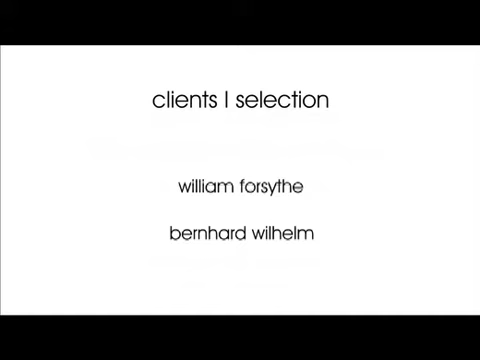 clients I selection
william forsythe
bernhard wilhelm